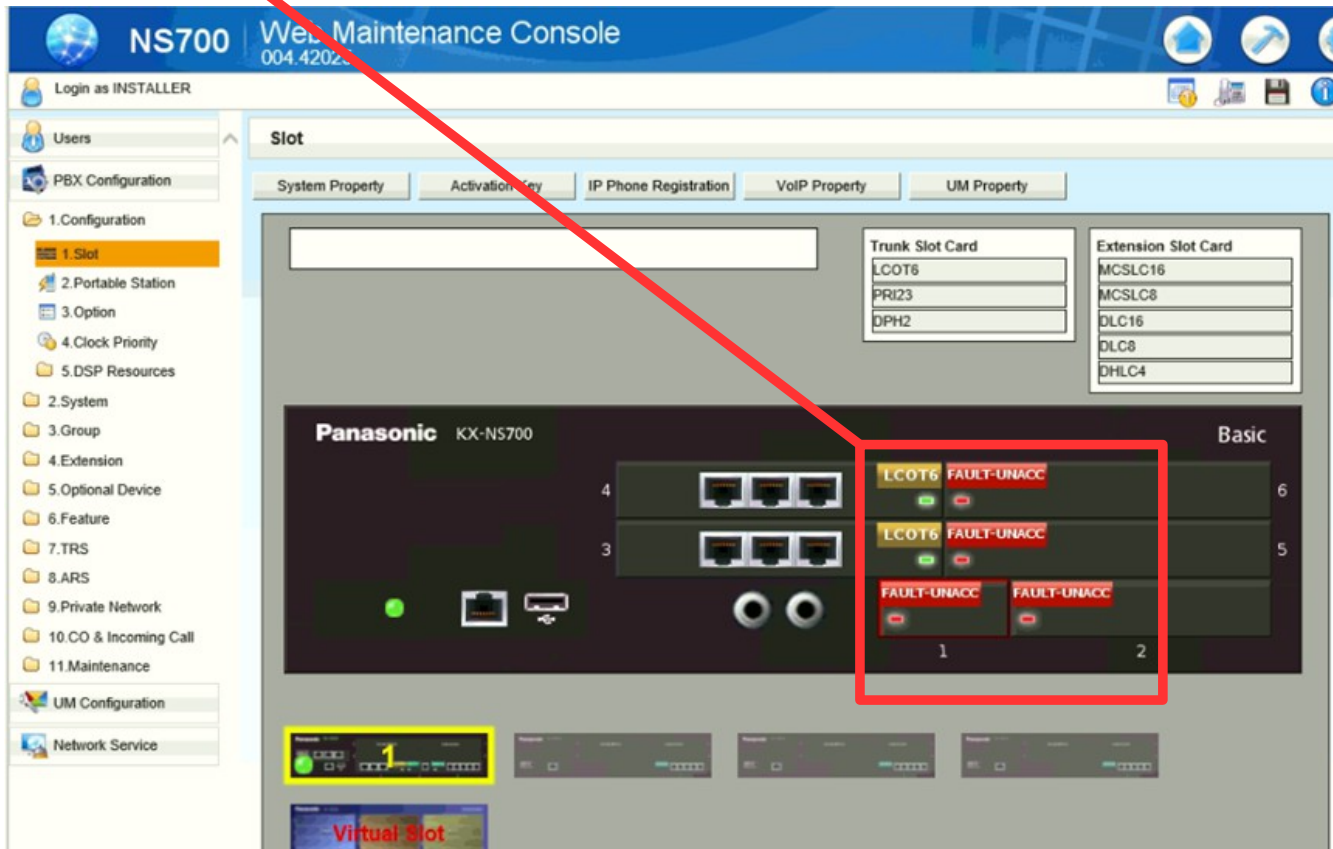 NS700
Web Maintenance Console
Login as INSTALLER
Users
PBX Configuration
1.Configuration
1.Slot
2.Portable Station
3.Option
4.Clock Priority
5.DSP Resources
2.System
3.Group
4.Extension
5.Optional Device
6.Feature
7.TRS
8.ARS
9.Private Network
10.CO & Incoming Call
11.Maintenance
UM Configuration
Network Service
Slot
System Property
Activation Key
IP Phone Registration
VoIP Property
UM Property
Trunk Slot Card
LCOT6
PRI23
DPH2
Extension Slot Card
MCSLC16
MCSLC8
DLC16
DLC8
DHLC4
Panasonic KX-NS700 Basic
4 LCOT6 FAULT-UNACC 6
3 LCOT6 FAULT-UNACC 5
FAULT-UNACC FAULT-UNACC
1 2
1
Virtual Slot